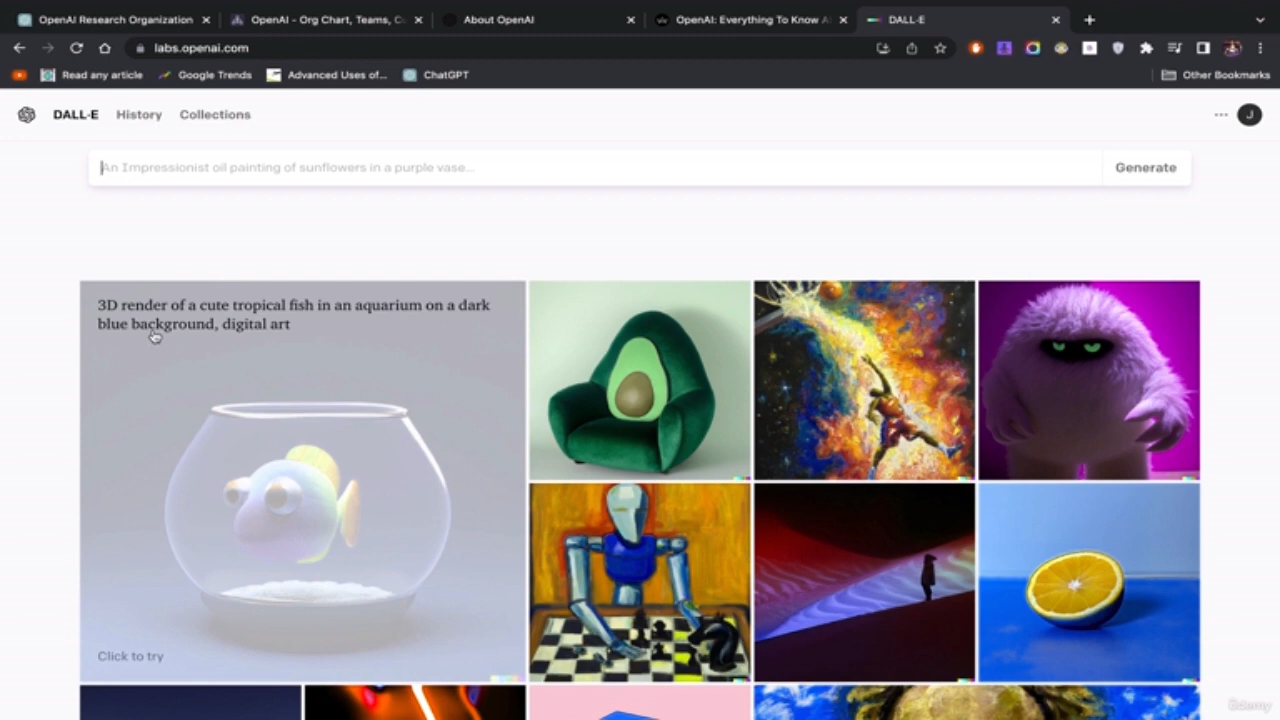 OpenAI Research Organization
OpenAI - Org Chart, Teams, C
About OpenAI
OpenAI: Everything To Know A
DALL-E
labs.openai.com
Read any article
Google Trends
Advanced Uses of...
ChatGPT
Other Bookmarks
DALL·E
History
Collections
J
An Impressionist oil painting of sunflowers in a purple vase...
Generate
3D render of a cute tropical fish in an aquarium on a dark
blue background, digital art
Click to try
ûdemy